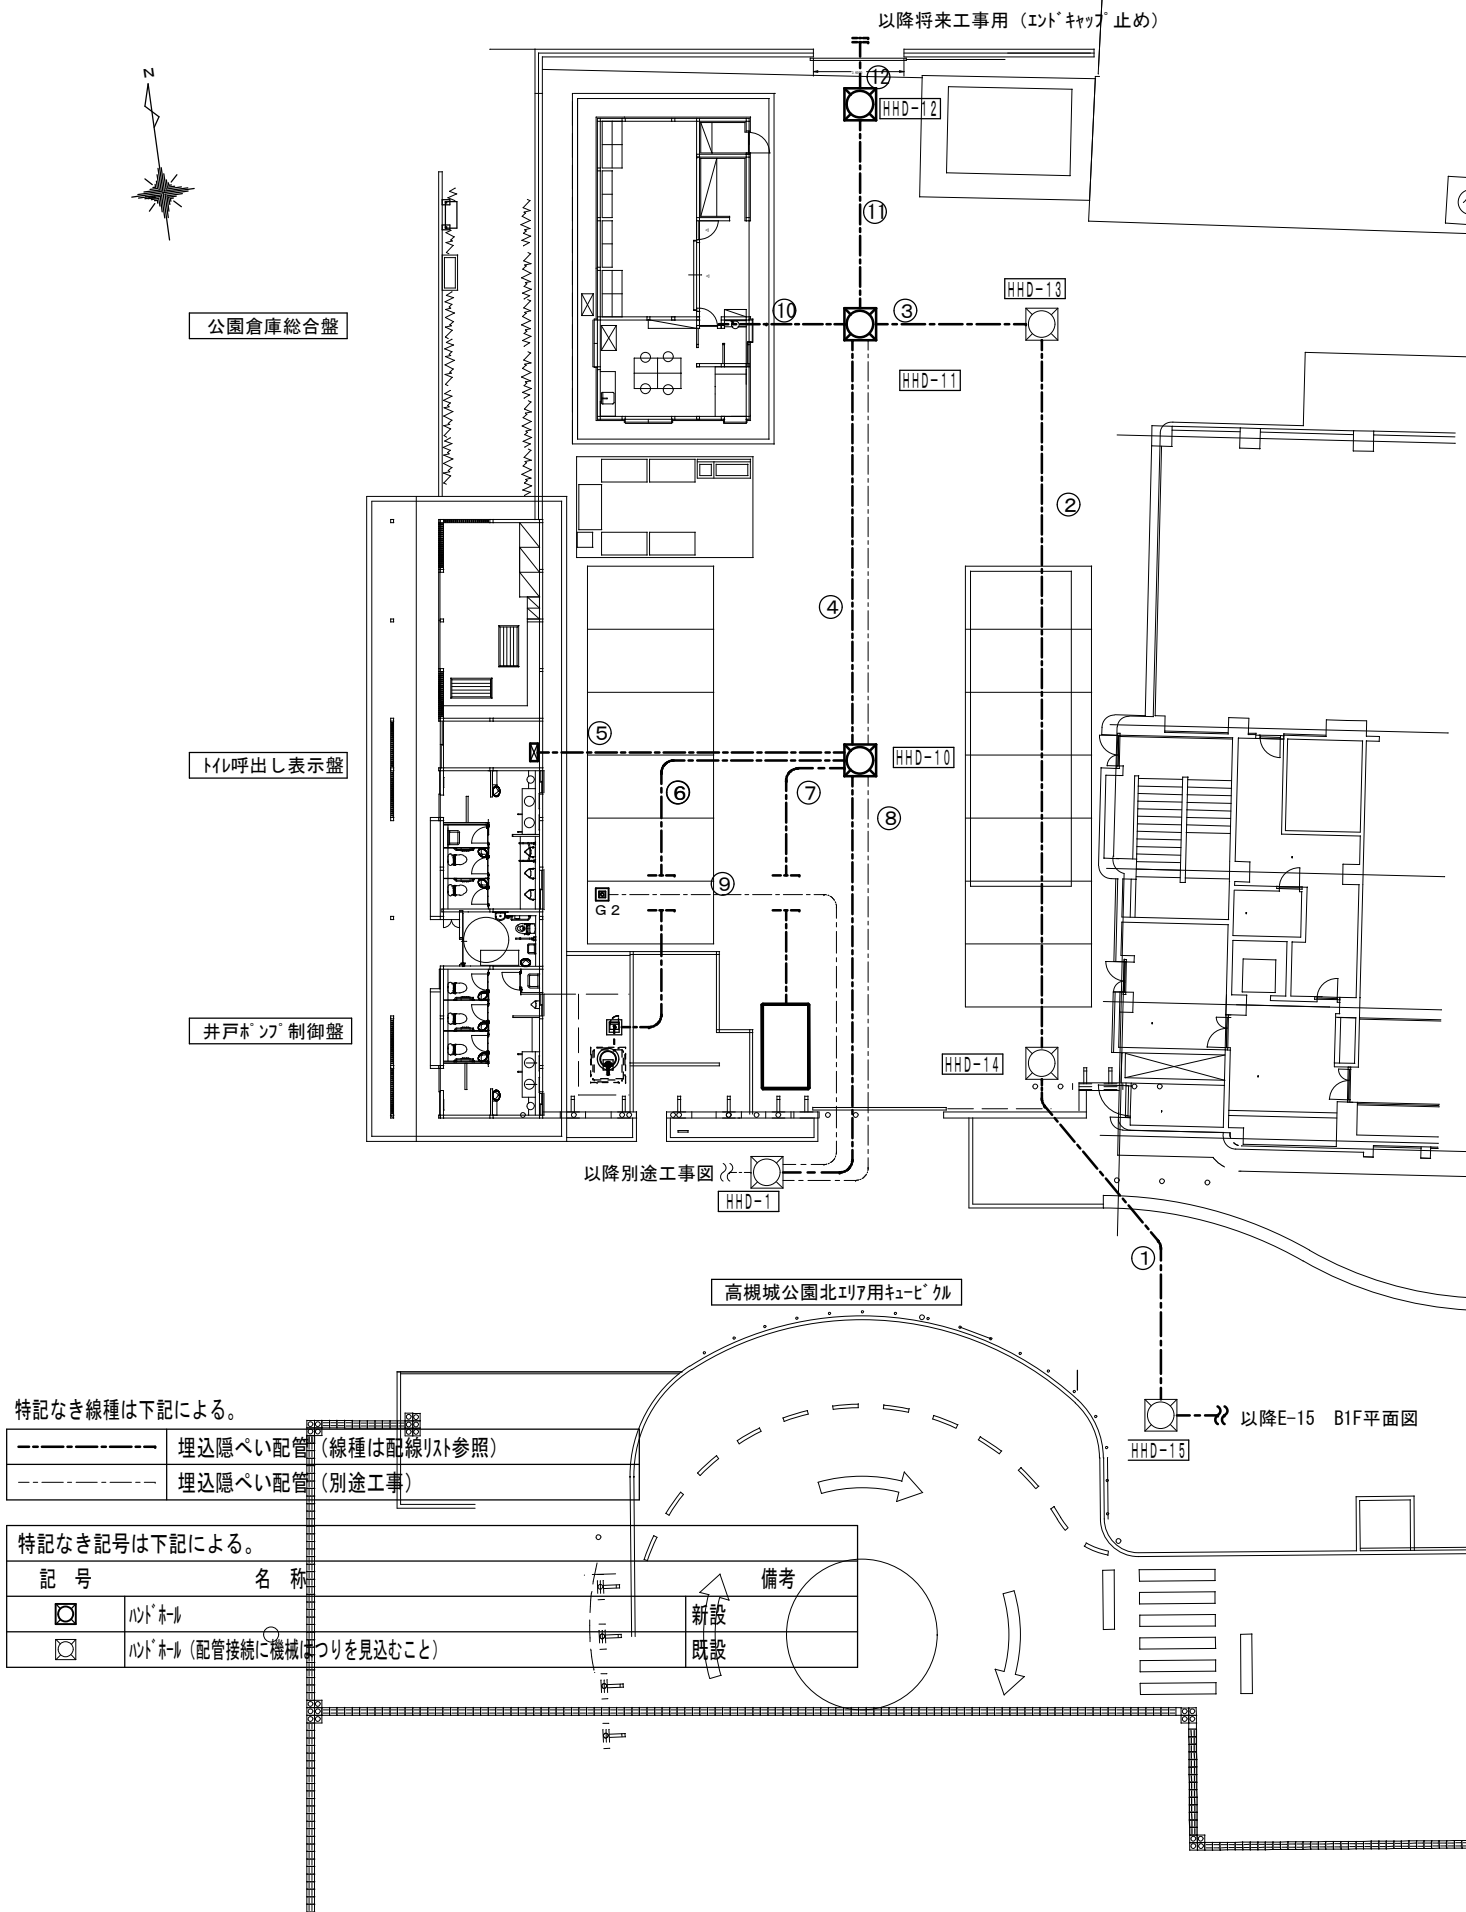 以降将来工事用（ｴﾝﾄﾞｷｬｯﾌﾟ止め）
N
⑫
HHD-12
⑪
HHD-13
公園倉庫総合盤
⑩
③
HHD-11
②
④
⑤
ﾄｲﾚ呼出し表示盤
HHD-10
⑥
⑦
⑧
⑨
G2
井戸ﾎﾟﾝﾌﾟ制御盤
HHD-14
以降別途工事図
HHD-1
①
高槻城公園北ｴﾘｱ用ｷｭｰﾋﾞｸﾙ
特記なき線種は下記による。
以降E-15 B1F平面図
埋込隠ぺい配管（線種は配線ﾘｽﾄ参照）
HHD-15
埋込隠ぺい配管（別途工事）
特記なき記号は下記による。
記 号 名 称 備考
ﾊﾝﾄﾞﾎｰﾙ 新設
ﾊﾝﾄﾞﾎｰﾙ（配管接続に機械はつりを見込むこと） 既設